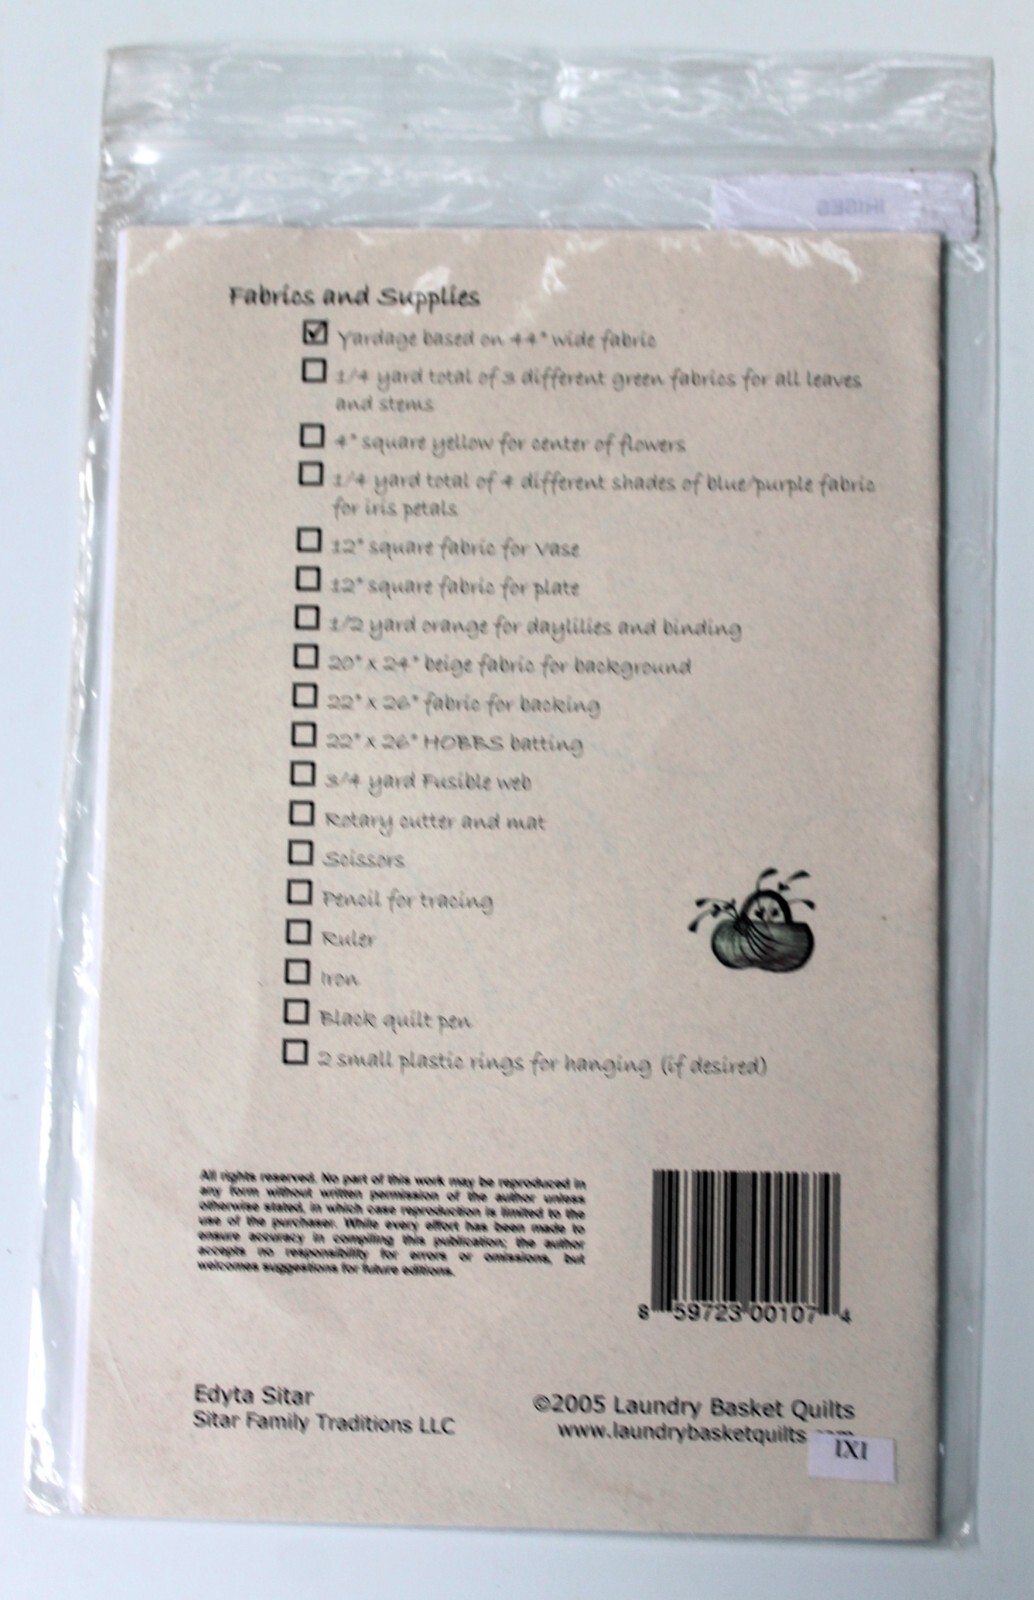 IRISES
Fabrics and Supplies
Yardage based on 44" wide fabric
1/4 yard total of 3 different green fabrics for all leaves
and stems
4" square yellow for center of flowers
1/4 yard total of 4 different shades of blue/purple fabric
for iris petals
12" square fabric for Vase
12" square fabric for plate
1/2 yard orange for daylilies and binding
20" x 24" beige fabric for background
22" x 26" fabric for backing
22" x 26" HOBBS batting
3/4 yard Fusible web
Rotary cutter and mat
Scissors
Pencil for tracing
Ruler
Iron
Black quilt pen
2 small plastic rings for hanging (if desired)
All rights reserved. No part of this work may be reproduced in
any form without written permission of the author unless
otherwise stated, in which case reproduction is limited to the
use of the purchaser. While every effort has been made to
ensure accuracy in compiling this publication; the author
accepts no responsibility for errors or omissions, but
welcomes suggestions for future editions.
8 59723 00107 4
Edyta Sitar
Sitar Family Traditions LLC
©2005 Laundry Basket Quilts
www.laundrybasketquilts.com
IXI